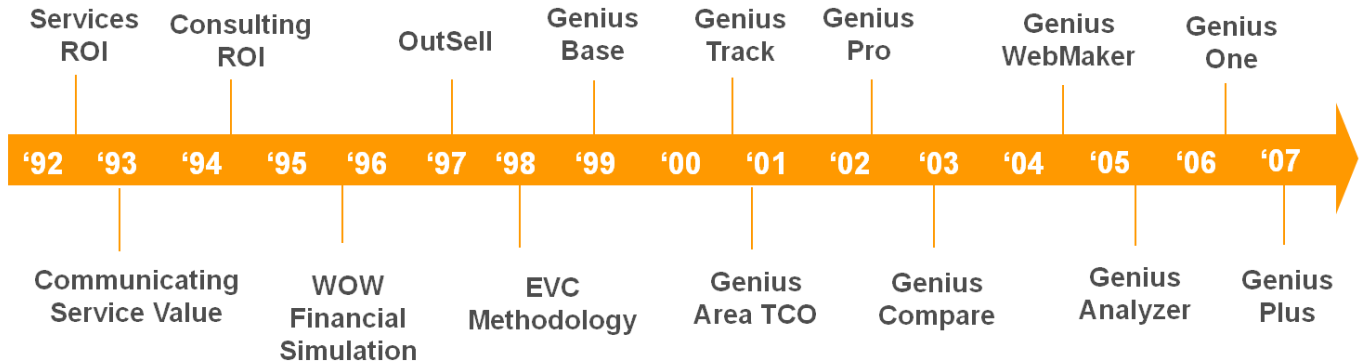 Services
ROI
Consulting
ROI
OutSell
Genius
Base
Genius
Track
Genius
Pro
Genius
WebMaker
Genius
One
‘92 ‘93 ‘94 ‘95 ‘96 ‘97 ‘98 ‘99 ‘00 ‘01 ‘02 ‘03 ‘04 ‘05 ‘06 ‘07
Communicating
Service Value
WOW
Financial
Simulation
EVC
Methodology
Genius
Area TCO
Genius
Compare
Genius
Analyzer
Genius
Plus